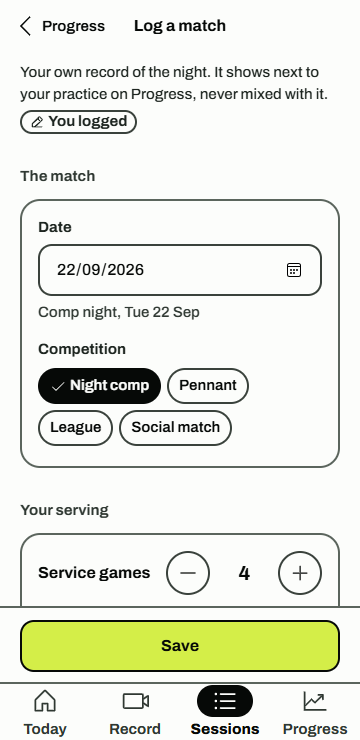 Progress
Log a match
Your own record of the night. It shows next to
your practice on Progress, never mixed with it.
You logged
The match
Date
22/09/2026
Comp night, Tue 22 Sep
Competition
Night comp
Pennant
League
Social match
Your serving
Service games
4
Save
Today
Record
Sessions
Progress